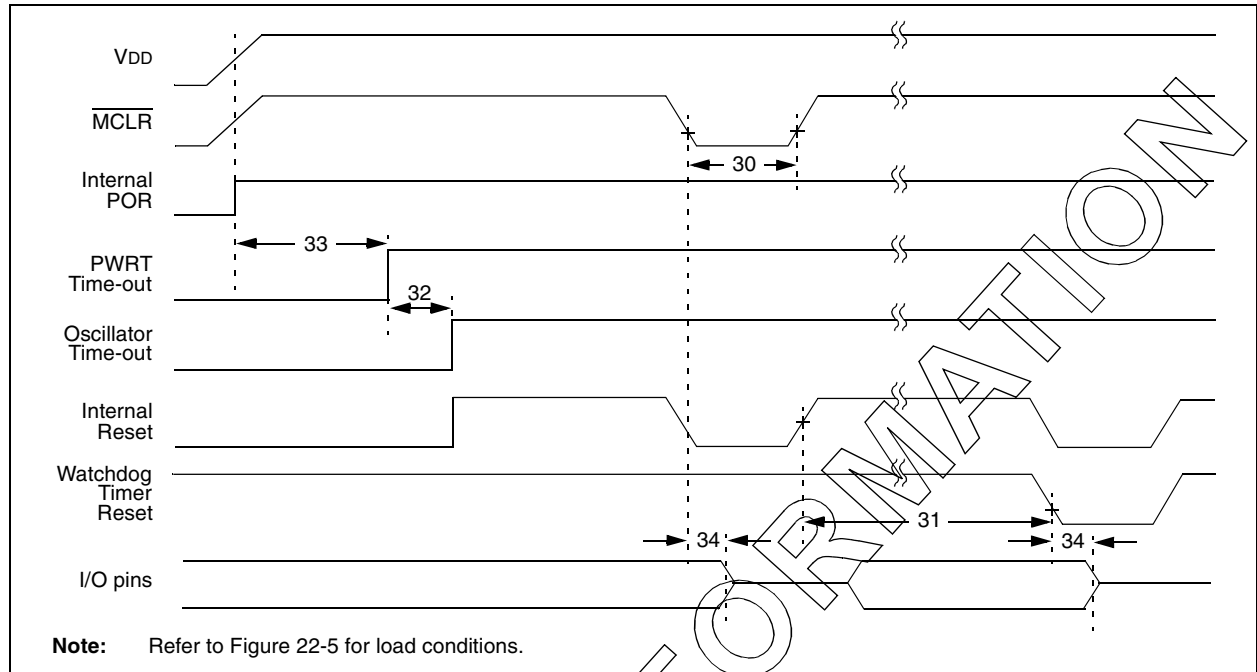 VDD
MCLR
30
Internal
POR
33
PWRT
Time-out
32
Oscillator
Time-out
Internal
Reset
Watchdog
Timer
Reset
31
34
34
I/O pins
Note: Refer to Figure 22-5 for load conditions.
ORMATION